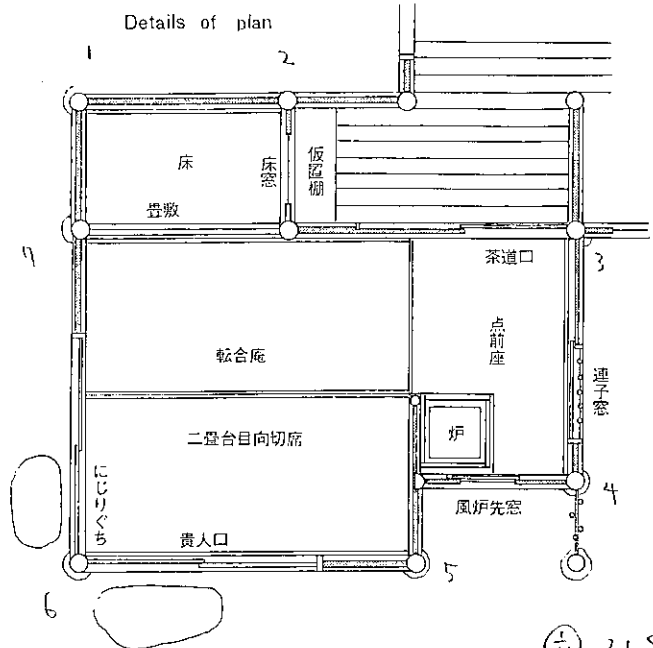 Details of plan
1
2
床
床窓
仮置棚
畳敷
7
茶道口
3
点前座
転合庵
連子窓
炉
二畳台目向切席
にじりぐち
4
風炉先窓
貴人口
5
6